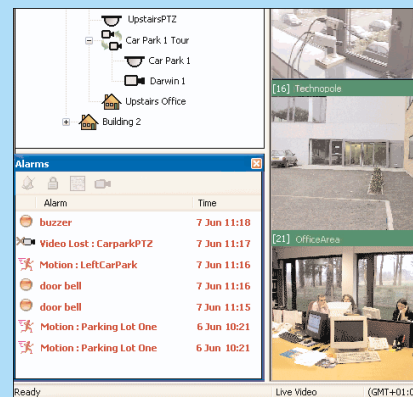 UpstairsPTZ
Car Park 1 Tour
Car Park 1
Darwin 1
Upstairs Office
Building 2
Alarms
Alarm Time
buzzer 7 Jun 11:18
Video Lost : CarparkPTZ 7 Jun 11:17
Motion : LeftCarPark 7 Jun 11:16
door bell 7 Jun 11:16
door bell 7 Jun 11:15
Motion : Parking Lot One 6 Jun 10:21
Motion : Parking Lot One 6 Jun 10:21
[16] Technopole
[21] OfficeArea
Ready Live Video (GMT+01:0